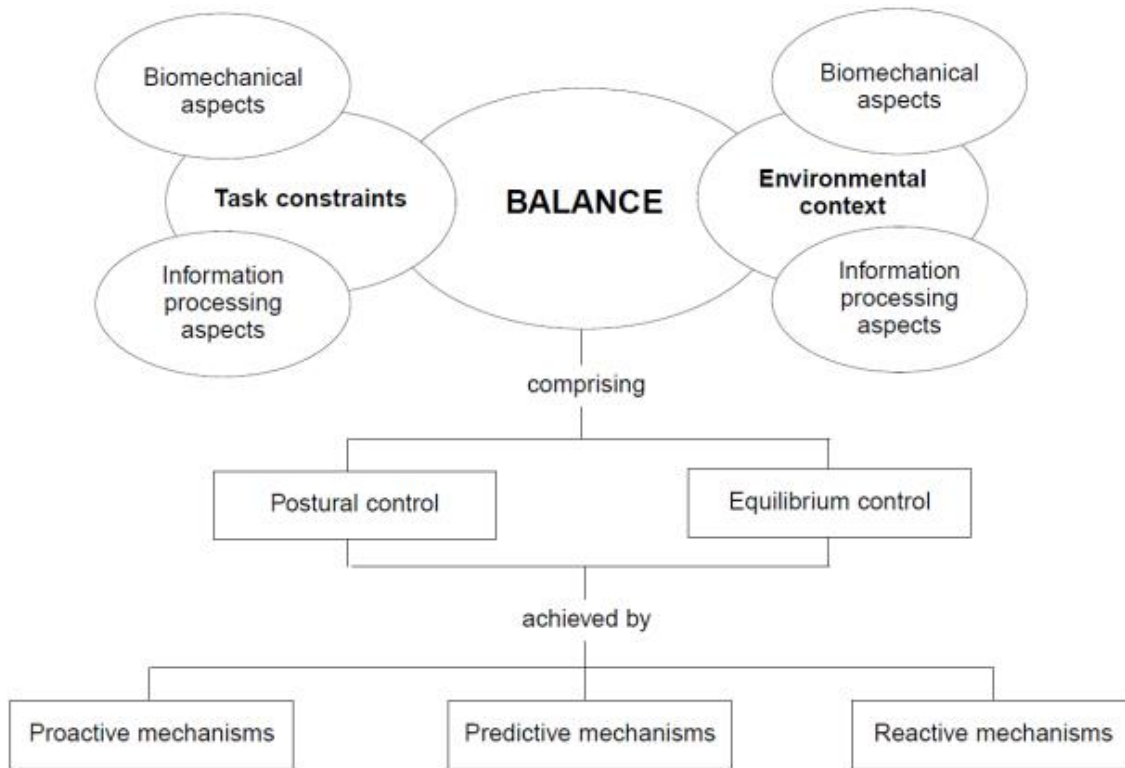 Biomechanical
aspects
Biomechanical
aspects
Task constraints
BALANCE
Environmental
context
Information
processing
aspects
Information
processing
aspects
comprising
Postural control
Equilibrium control
achieved by
Proactive mechanisms
Predictive mechanisms
Reactive mechanisms